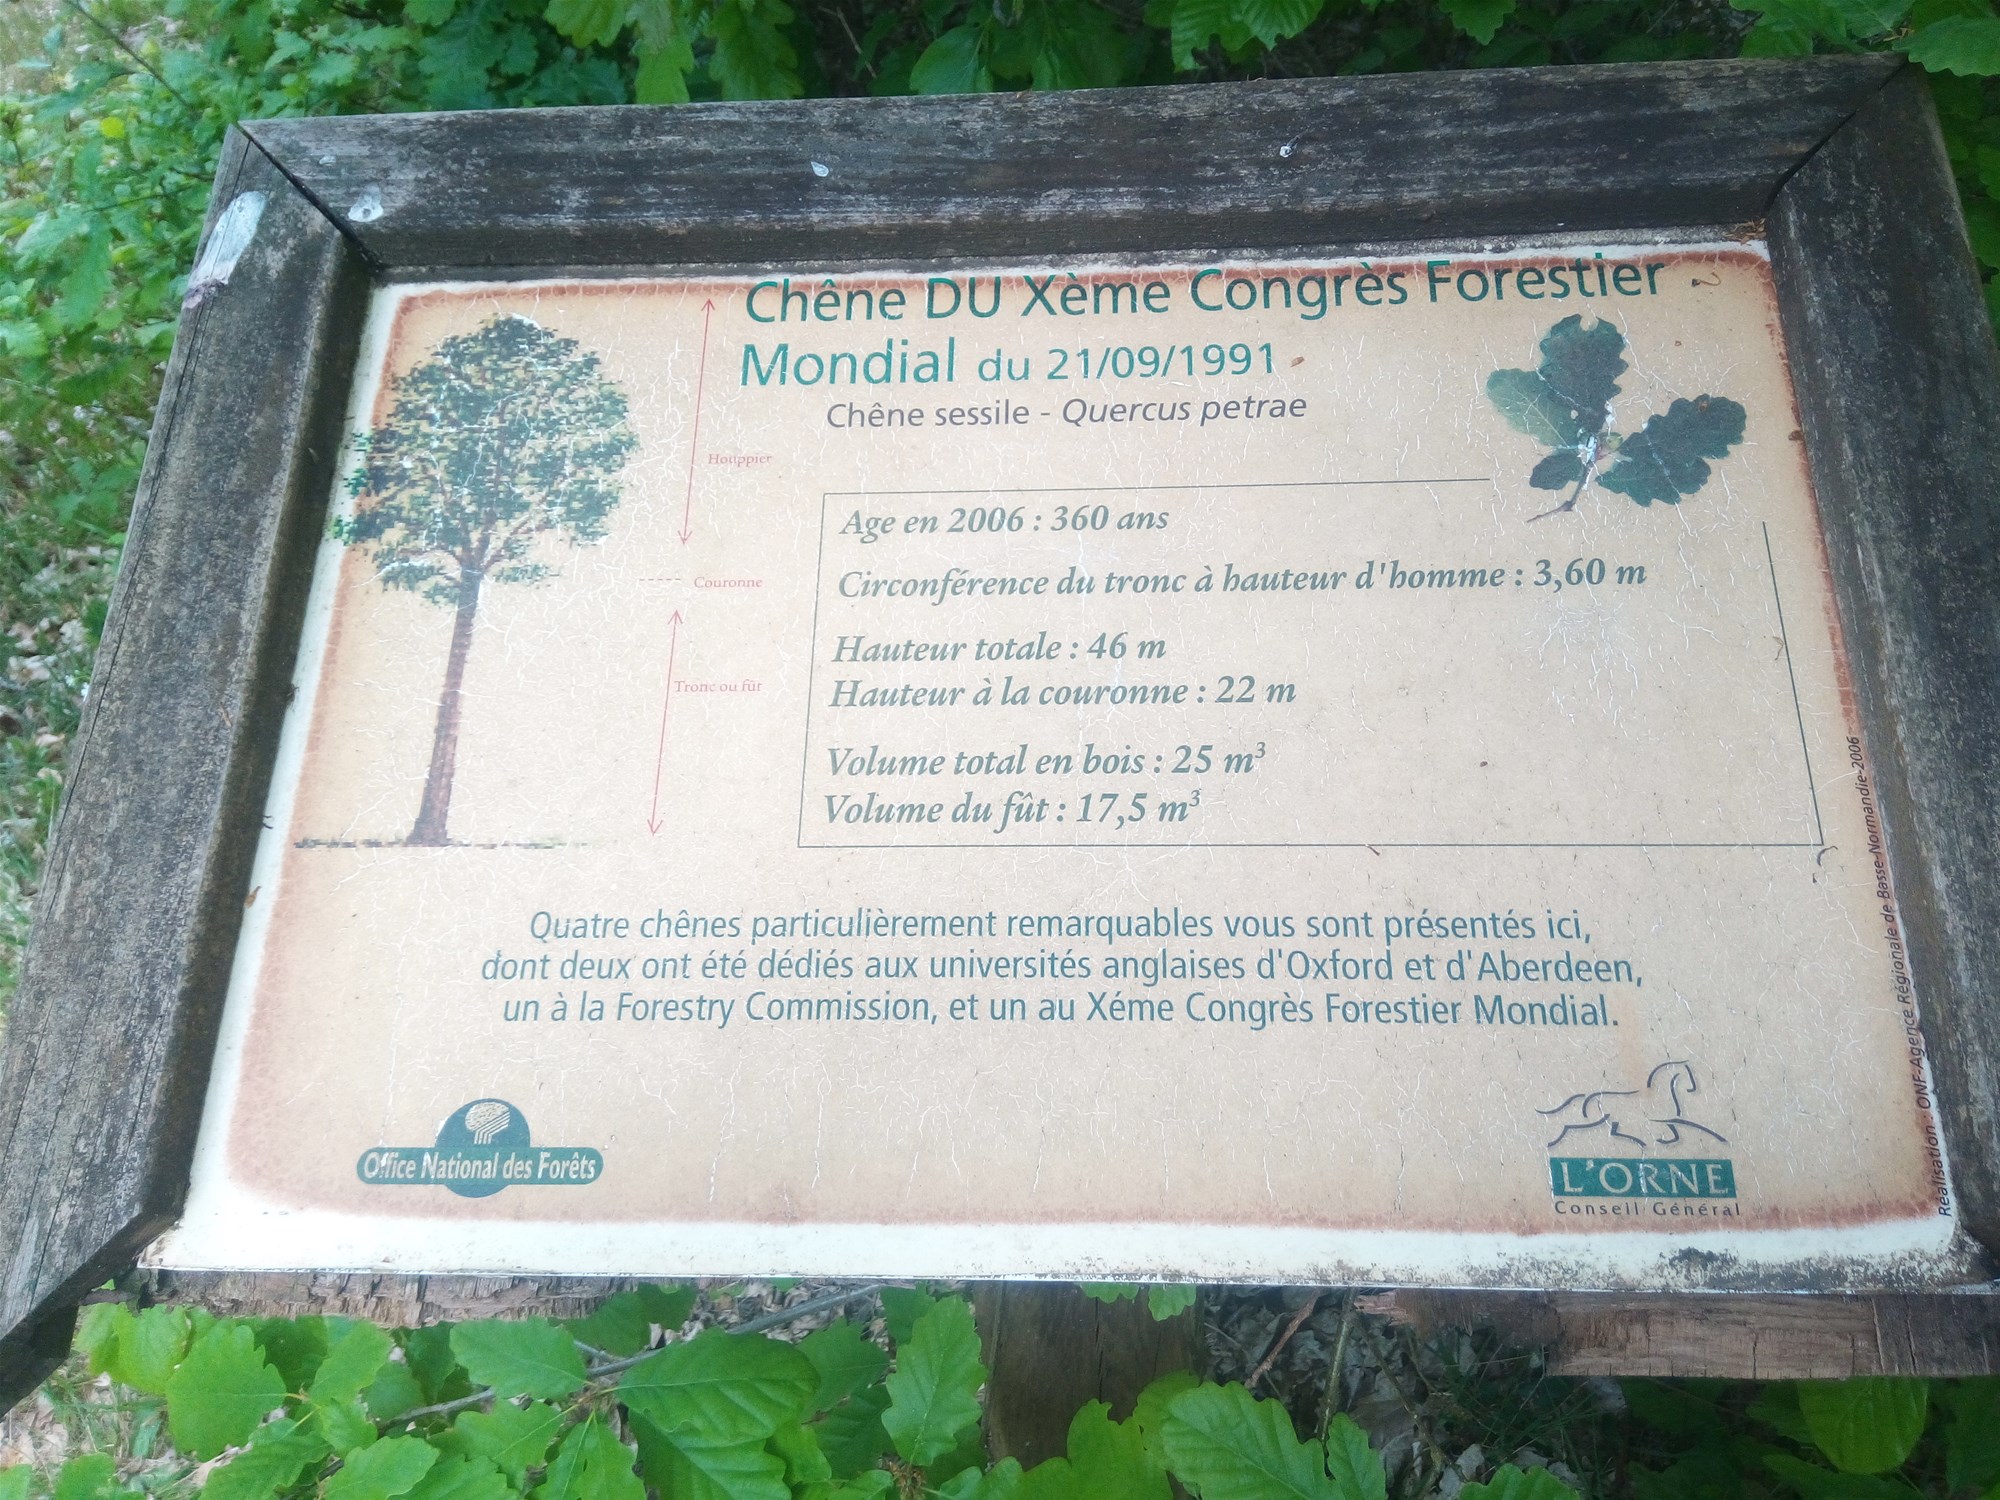 Chêne DU Xème Congrès Forestier
Mondial du 21/09/1991
Chêne sessile - Quercus petrae
Houppier
Couronne
Tronc ou fût
Age en 2006 : 360 ans
Circonférence du tronc à hauteur d'homme : 3,60 m
Hauteur totale : 46 m
Hauteur à la couronne : 22 m
Volume total en bois : 25 m³
Volume du fût : 17,5 m³
Quatre chênes particulièrement remarquables vous sont présentés ici,
dont deux ont été dédiés aux universités anglaises d'Oxford et d'Aberdeen,
un à la Forestry Commission, et un au Xéme Congrès Forestier Mondial.
Office National des Forêts
L'ORNE
Conseil Général
Réalisation : ONF-Agence Régionale de Basse-Normandie-2006